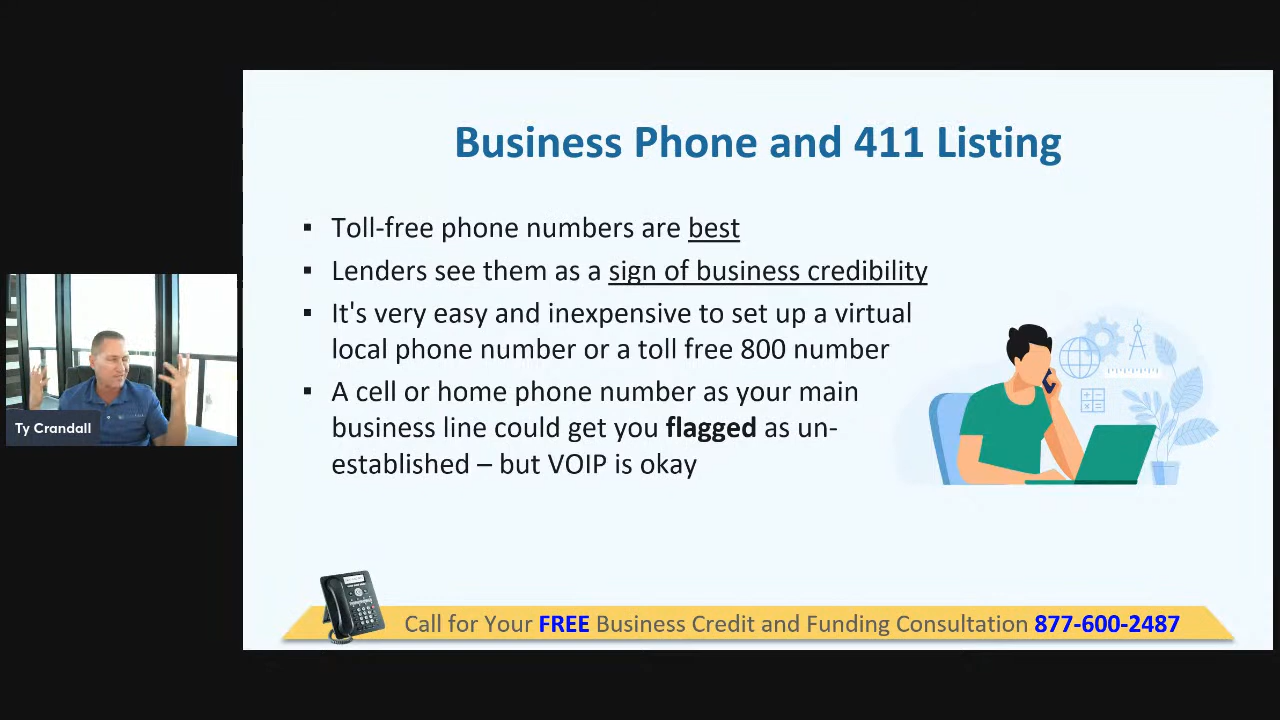 Business Phone and 411 Listing
▪ Toll-free phone numbers are best
▪ Lenders see them as a sign of business credibility
▪ It's very easy and inexpensive to set up a virtual
local phone number or a toll free 800 number
▪ A cell or home phone number as your main
business line could get you flagged as un-
established – but VOIP is okay
Ty Crandall
Call for Your FREE Business Credit and Funding Consultation 877-600-2487